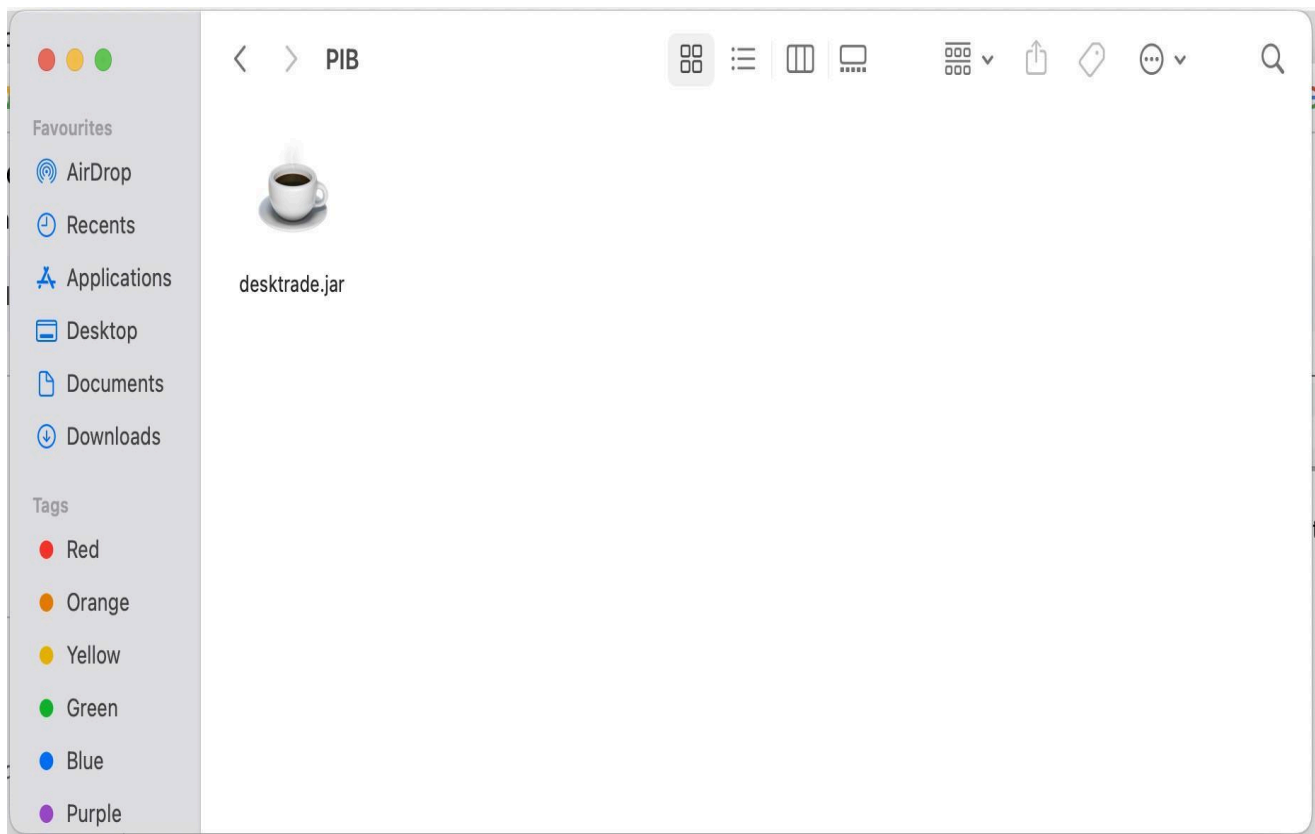 PIB
Favourites
AirDrop
Recents
Applications
Desktop
Documents
Downloads
Tags
Red
Orange
Yellow
Green
Blue
Purple
desktrade.jar